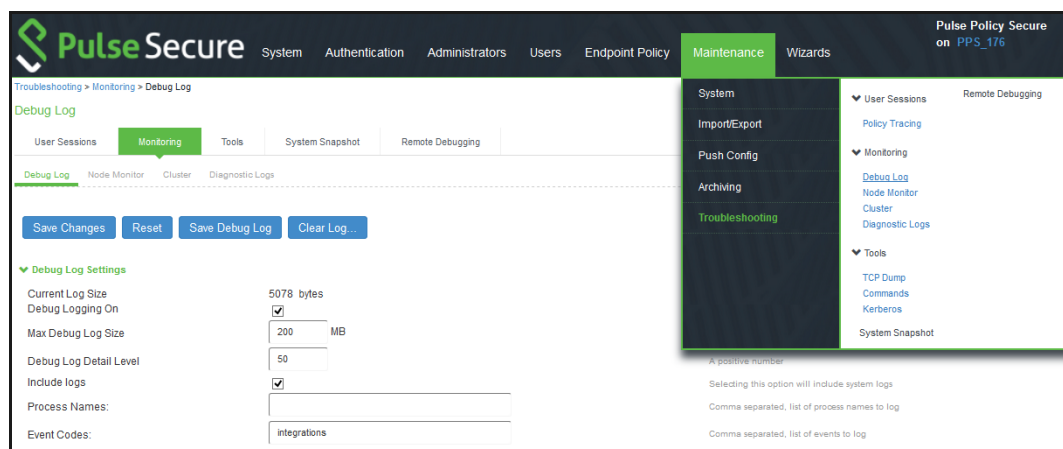 Pulse Secure
System Authentication Administrators Users Endpoint Policy Maintenance Wizards
Pulse Policy Secure
on PPS_176
Troubleshooting > Monitoring > Debug Log
Debug Log
User Sessions Monitoring Tools System Snapshot Remote Debugging
Debug Log Node Monitor Cluster Diagnostic Logs
Save Changes Reset Save Debug Log Clear Log...
Debug Log Settings
Current Log Size 5078 bytes
Debug Logging On
Max Debug Log Size 200 MB
Debug Log Detail Level 50 A positive number
Include logs Selecting this option will include system logs
Process Names: Comma separated, list of process names to log
Event Codes: integrations Comma separated, list of events to log
System
Import/Export
Push Config
Archiving
Troubleshooting
User Sessions
Policy Tracing
Monitoring
Debug Log
Node Monitor
Cluster
Diagnostic Logs
Tools
TCP Dump
Commands
Kerberos
System Snapshot
Remote Debugging